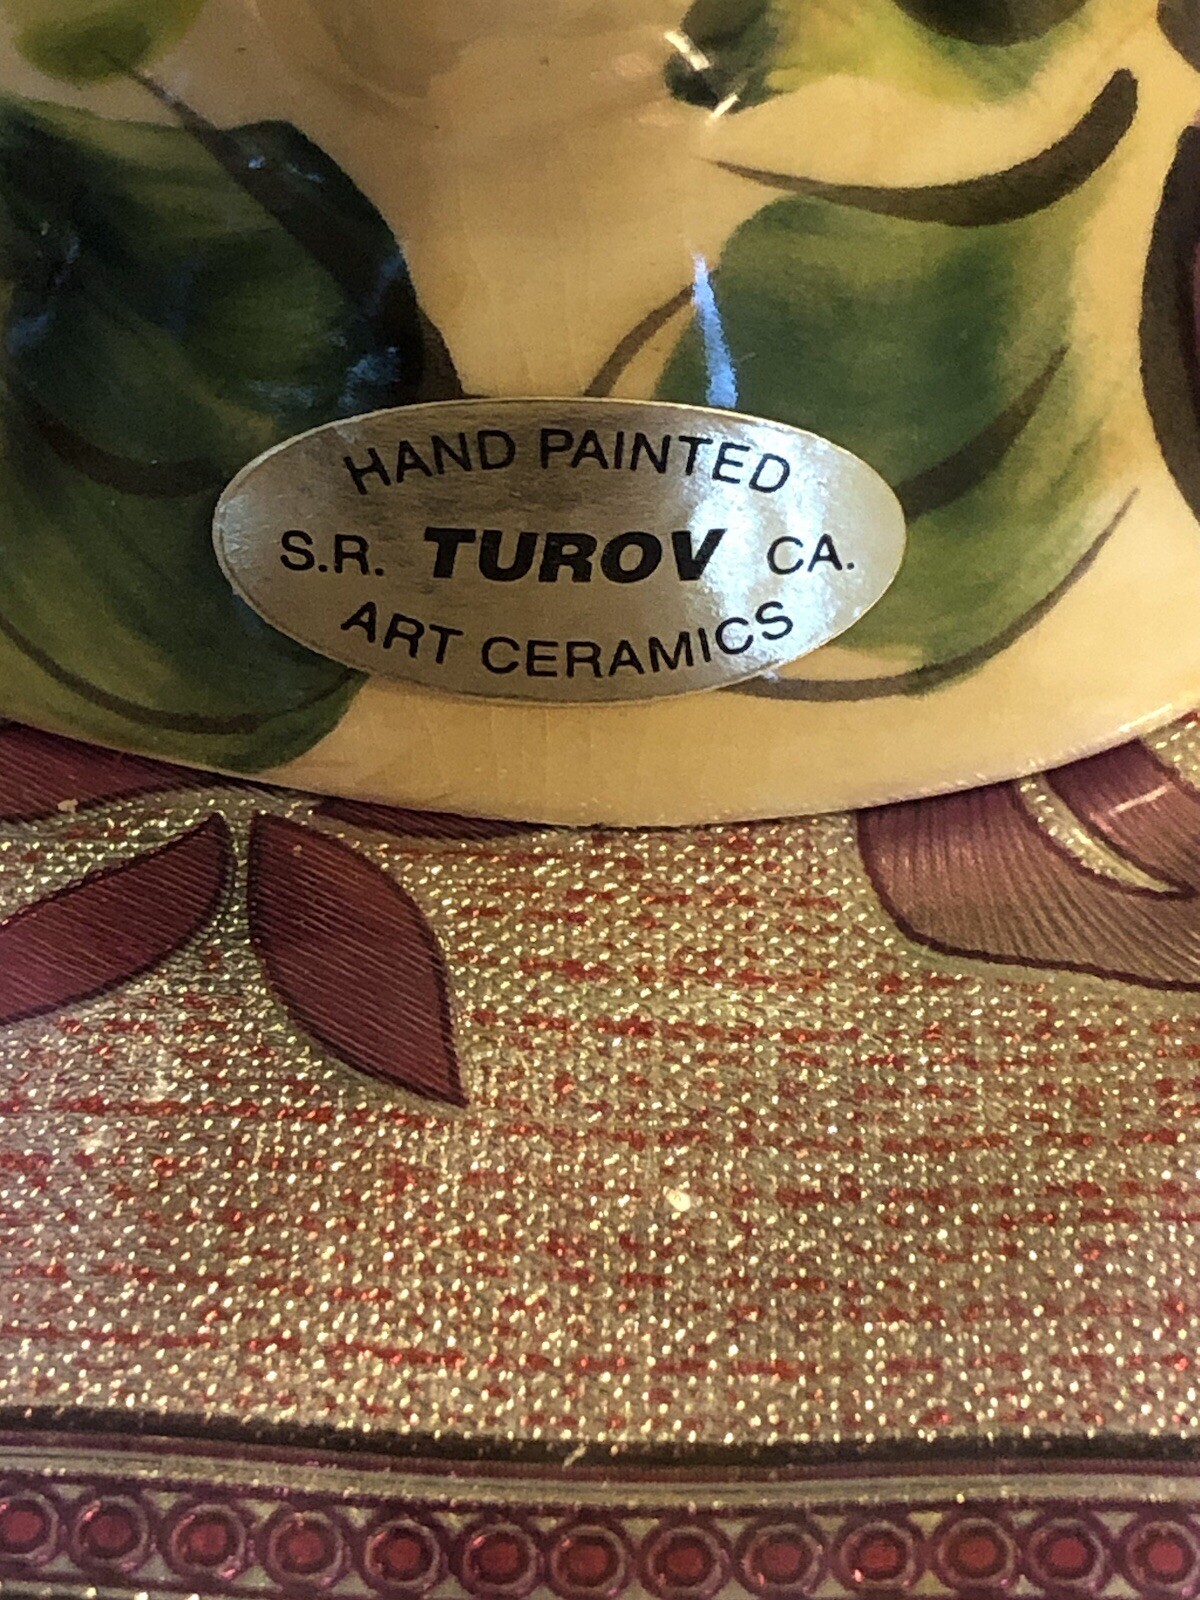 HAND PAINTED
S.R. TUROV CA.
ART CERAMICS